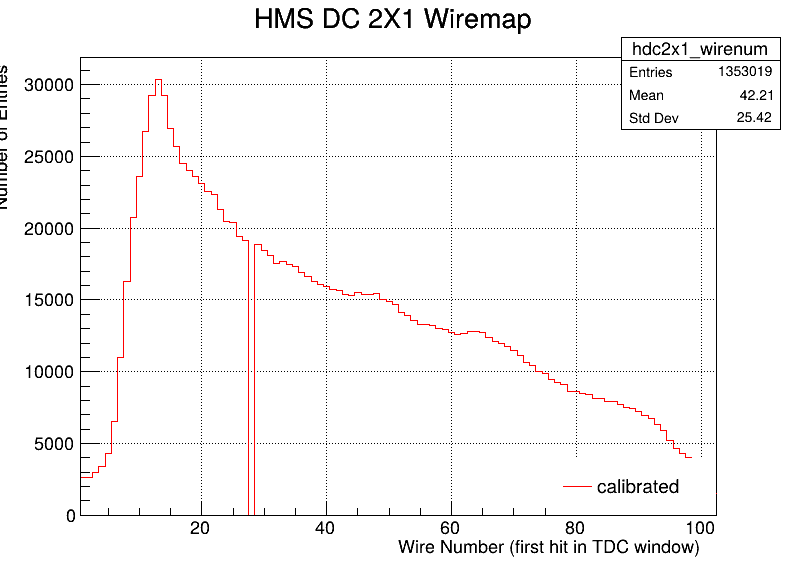 HMS DC 2X1 Wiremap
hdc2x1_wirenum
Entries 1353019
Mean 42.21
Std Dev 25.42
Number of Entries
30000
25000
20000
15000
10000
5000
0
20 40 60 80 100
calibrated
Wire Number (first hit in TDC window)